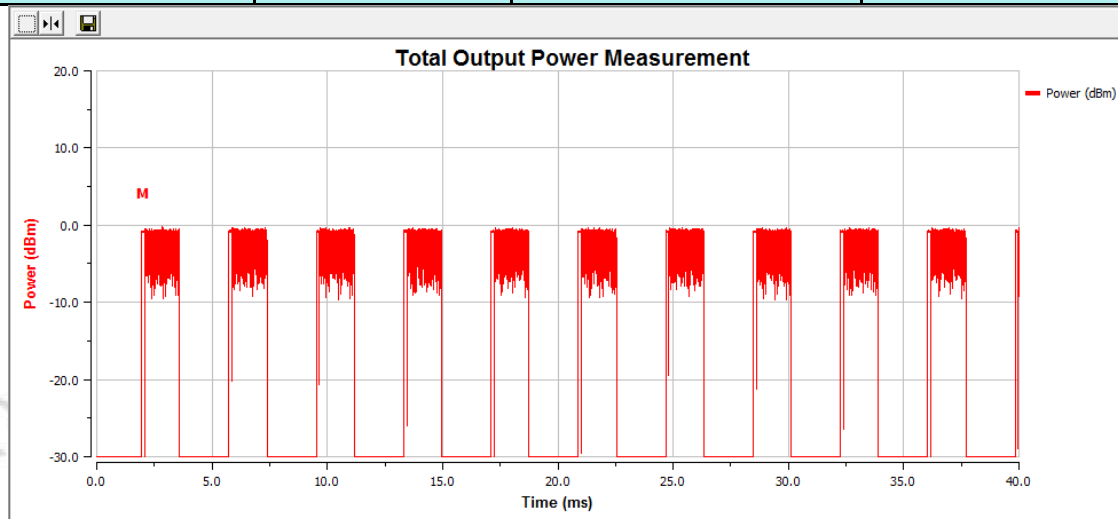 Total Output Power Measurement
20.0
10.0
0.0
-10.0
-20.0
-30.0
Power (dBm)
M
Power (dBm)
0.0 5.0 10.0 15.0 20.0 25.0 30.0 35.0 40.0
Time (ms)